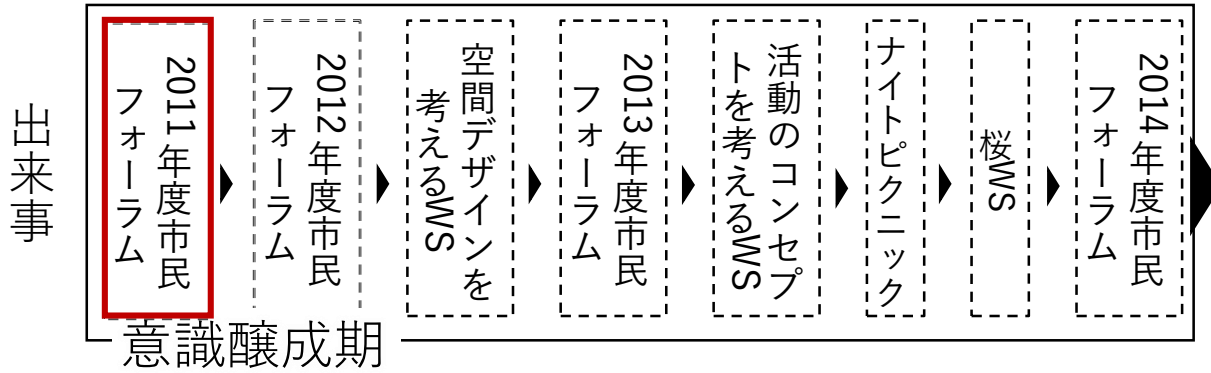 出来事
2011年度市民
フォーラム
2012年度市民
フォーラム
空間デザインを
考えるWS
2013年度市民
フォーラム
活動のコンセプ
トを考えるWS
ナイトピクニック
桜WS
2014年度市民
フォーラム
意識醸成期